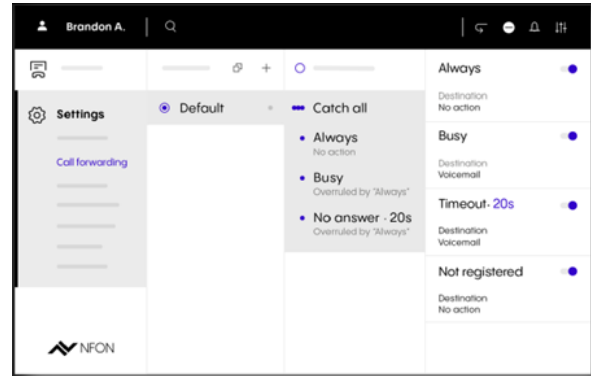 Brandon A.
Settings
Call forwarding
NFON
Default
Catch all
Always
No action
Busy
Overruled by "Always"
No answer · 20s
Overruled by "Always"
Always
Destination
No action
Busy
Destination
Voicemail
Timeout· 20s
Destination
Voicemail
Not registered
Destination
No action